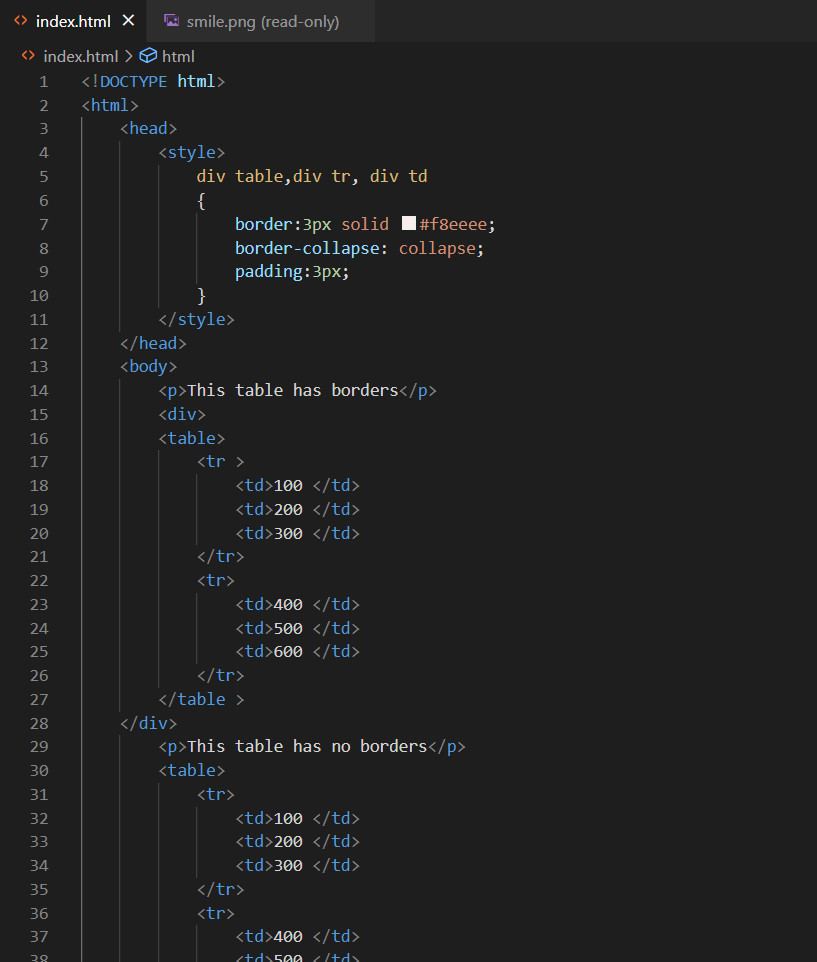 index.html
smile.png (read-only)
index.html > html
1 <!DOCTYPE html>
2 <html>
3 <head>
4 <style>
5 div table,div tr, div td
6 {
7 border:3px solid #f8eeee;
8 border-collapse: collapse;
9 padding:3px;
10 }
11 </style>
12 </head>
13 <body>
14 <p>This table has borders</p>
15 <div>
16 <table>
17 <tr >
18 <td>100 </td>
19 <td>200 </td>
20 <td>300 </td>
21 </tr>
22 <tr>
23 <td>400 </td>
24 <td>500 </td>
25 <td>600 </td>
26 </tr>
27 </table >
28 </div>
29 <p>This table has no borders</p>
30 <table>
31 <tr>
32 <td>100 </td>
33 <td>200 </td>
34 <td>300 </td>
35 </tr>
36 <tr>
37 <td>400 </td>
38 <td>500 </td>